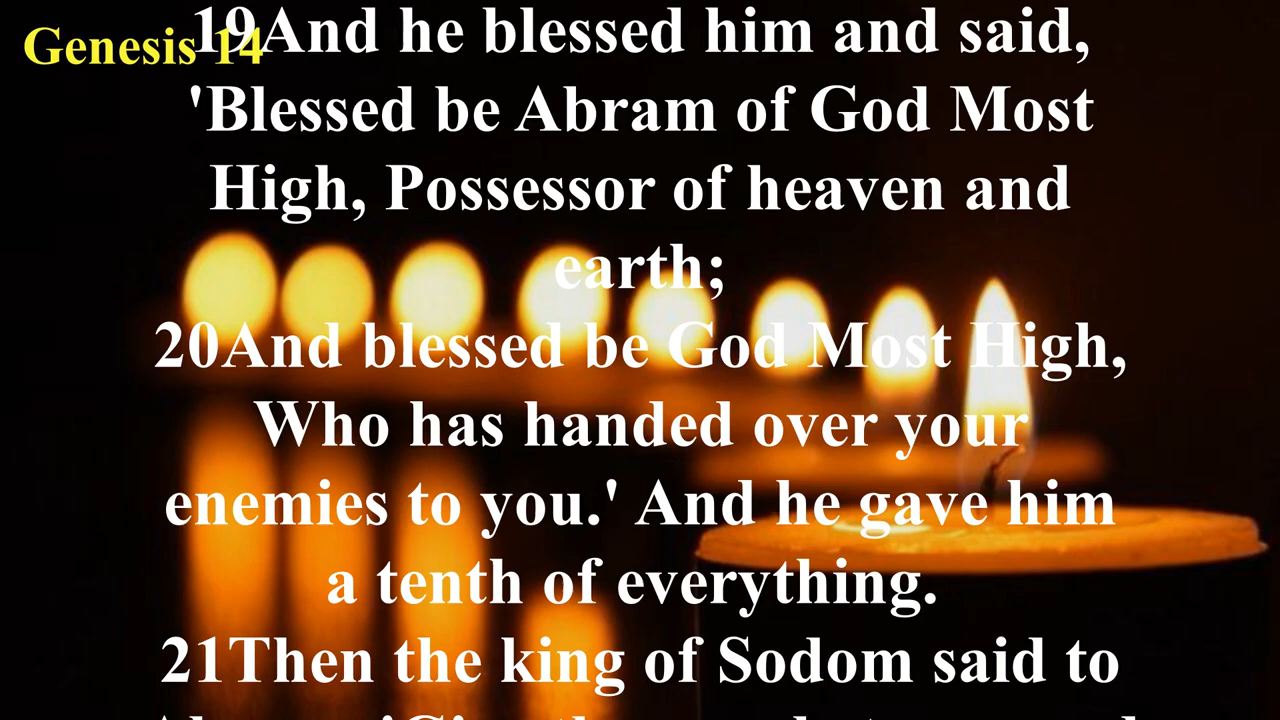 Genesis 14
19And he blessed him and said,
'Blessed be Abram of God Most
High, Possessor of heaven and
earth;
20And blessed be God Most High,
Who has handed over your
enemies to you.' And he gave him
a tenth of everything.
21Then the king of Sodom said to